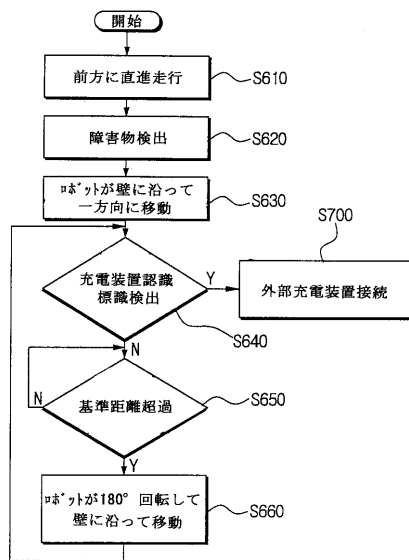 開始
前方に直進走行
S610
障害物検出
S620
ﾛﾎﾞｯﾄが壁に沿って
一方向に移動
S630
S700
充電装置認識
標識検出
Y
外部充電装置接続
S640
N
N
基準距離超過
S650
Y
ﾛﾎﾞｯﾄが180°回転して
壁に沿って移動
S660